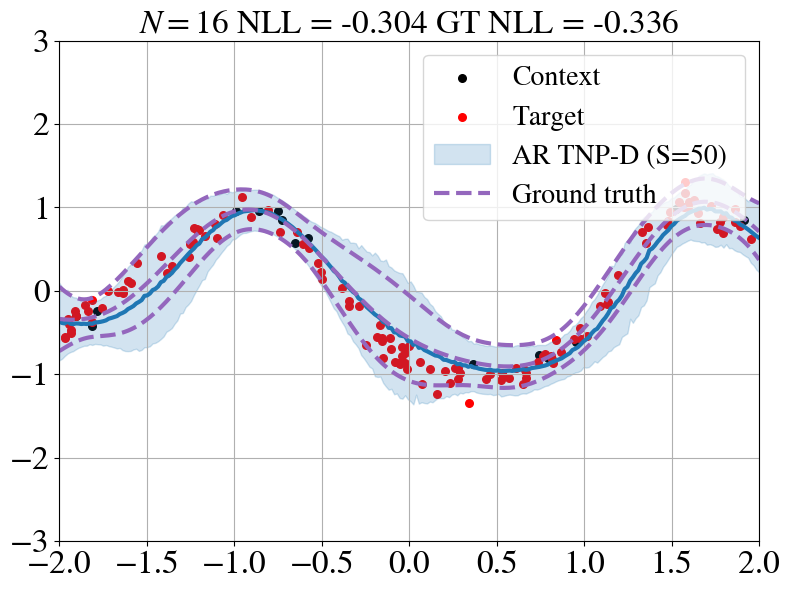 N = 16 NLL = -0.304 GT NLL = -0.336
Context
Target
AR TNP-D (S=50)
Ground truth
3
2
1
0
−1
−2
−3
−2.0 −1.5 −1.0 −0.5 0.0 0.5 1.0 1.5 2.0